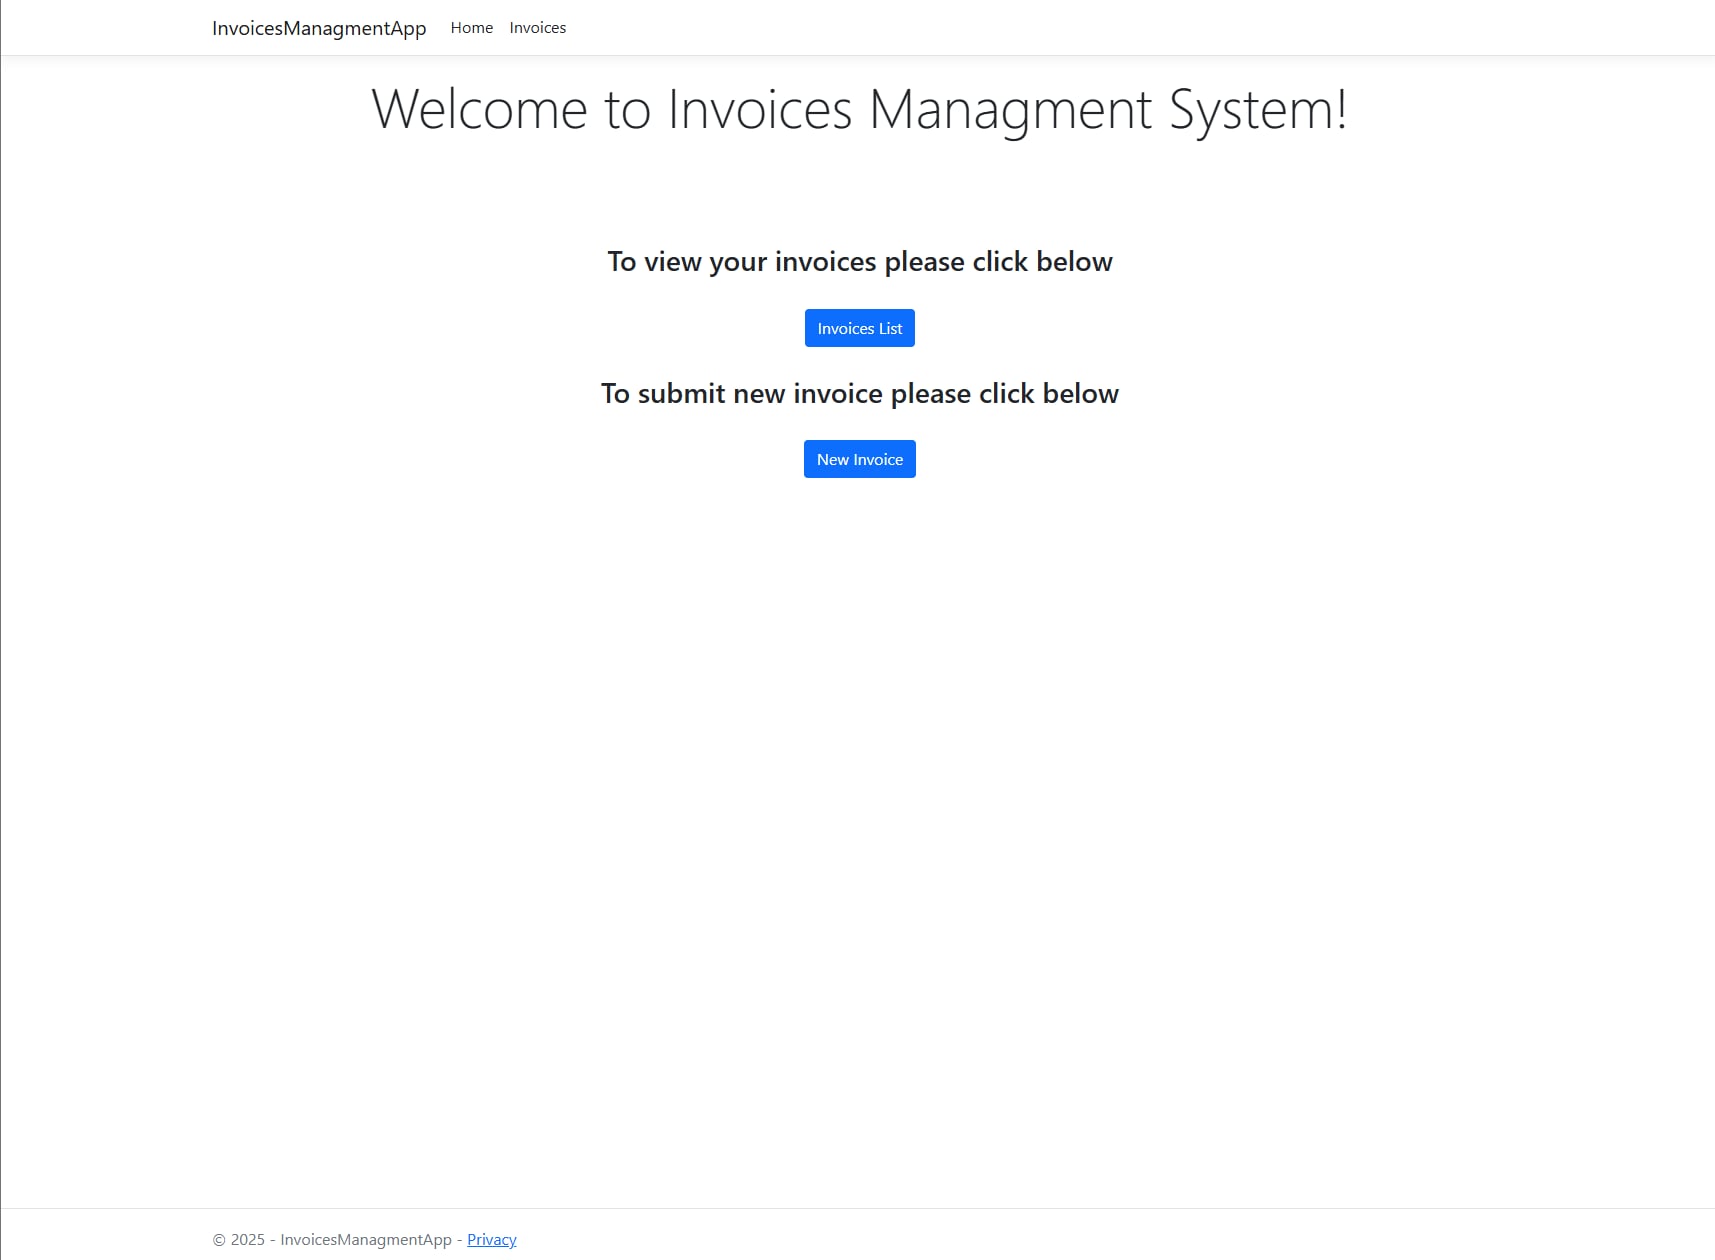 InvoicesManagmentApp Home Invoices
Welcome to Invoices Managment System!
To view your invoices please click below
Invoices List
To submit new invoice please click below
New Invoice
© 2025 - InvoicesManagmentApp - Privacy